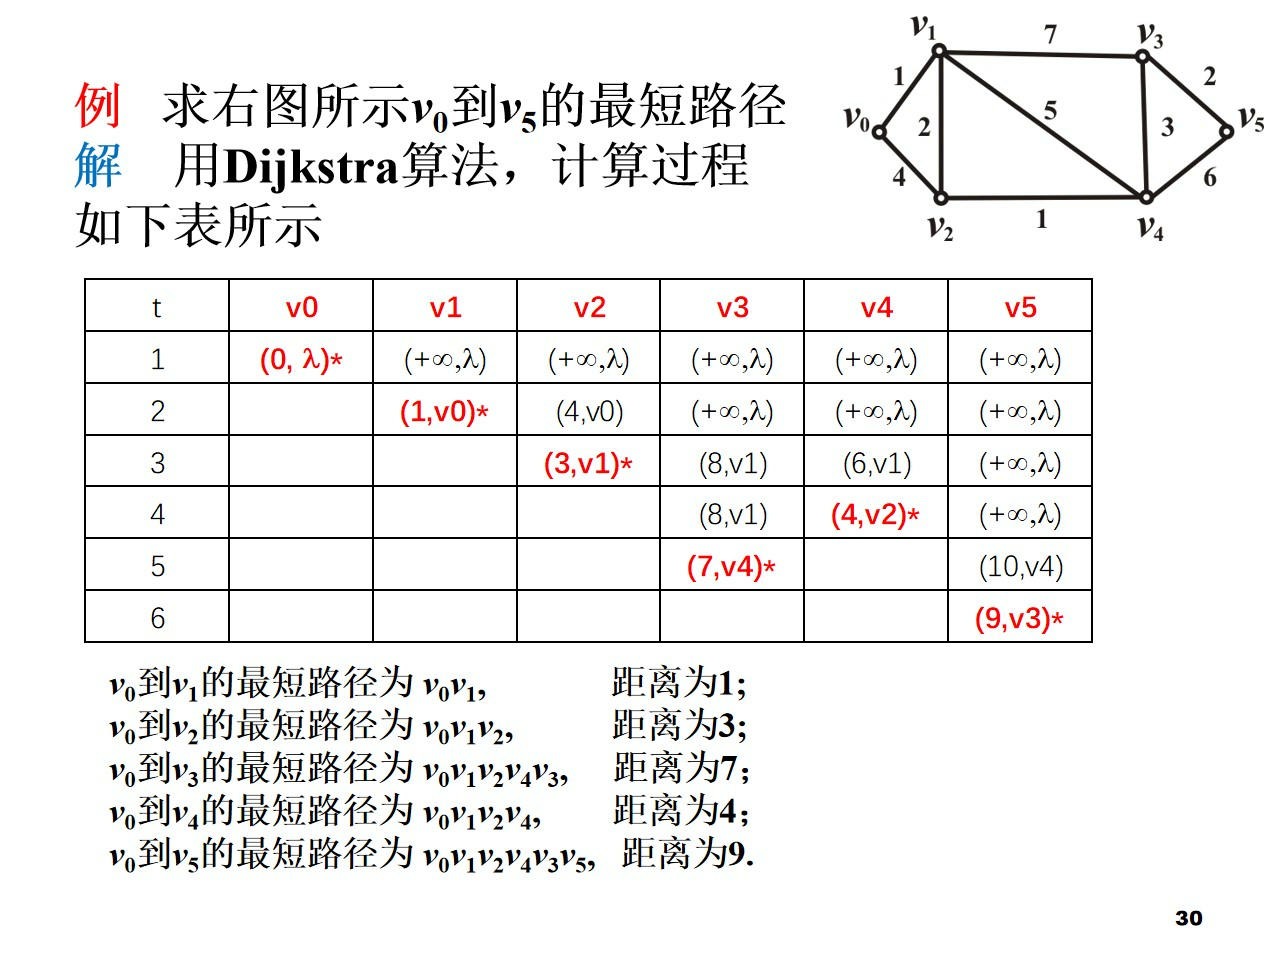 例 求右图所示v0到v5的最短路径
解 用Dijkstra算法，计算过程
如下表所示
v1 7 v3
1 2
v0 2 5 3 v5
4 6
v2 1 v4
t v0 v1 v2 v3 v4 v5
1 (0, λ)* (+∞,λ) (+∞,λ) (+∞,λ) (+∞,λ) (+∞,λ)
2 (1,v0)* (4,v0) (+∞,λ) (+∞,λ) (+∞,λ)
3 (3,v1)* (8,v1) (6,v1) (+∞,λ)
4 (8,v1) (4,v2)* (+∞,λ)
5 (7,v4)* (10,v4)
6 (9,v3)*
v0到v1的最短路径为 v0v1, 距离为1;
v0到v2的最短路径为 v0v1v2, 距离为3;
v0到v3的最短路径为 v0v1v2v4v3, 距离为7；
v0到v4的最短路径为 v0v1v2v4, 距离为4；
v0到v5的最短路径为 v0v1v2v4v3v5, 距离为9.
30